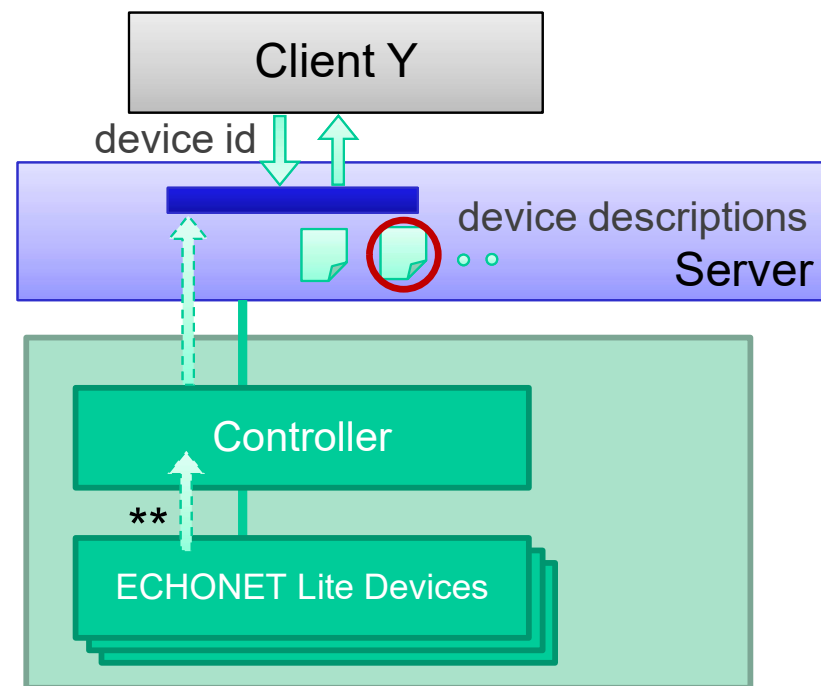 Client Y
device id
device descriptions
Server
Controller
**
ECHONET Lite Devices